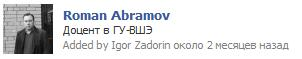 Roman Abramov
Доцент в ГУ-ВШЭ
Added by Igor Zadorin около 2 месяцев назад